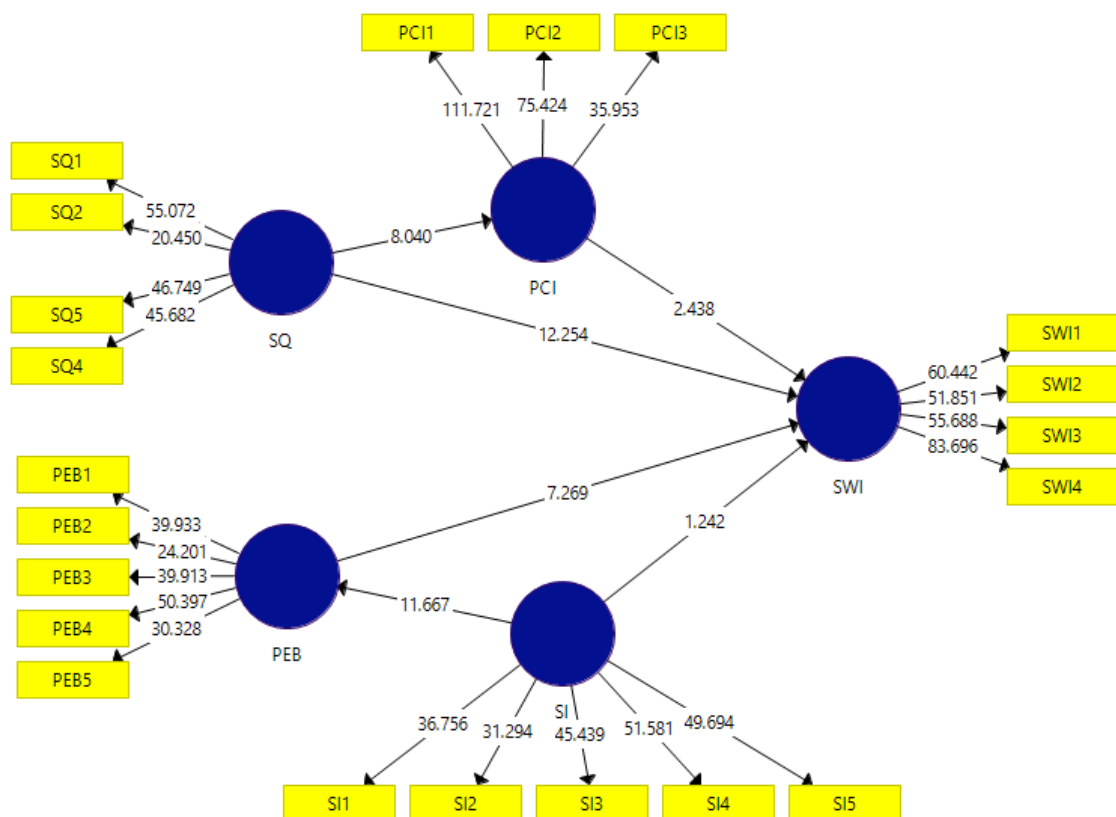 PCI1 PCI2 PCI3
111.721 75.424 35.953
SQ1
SQ2
SQ5
SQ4
55.072
20.450
46.749
45.682
SQ
8.040
PCI
2.438
12.254
SWI1
SWI2
SWI3
SWI4
60.442
51.851
55.688
83.696
SWI
PEB1
PEB2
PEB3
PEB4
PEB5
39.933
24.201
39.913
50.397
30.328
PEB
7.269
1.242
11.667
SI
36.756 31.294 45.439 51.581 49.694
SI1 SI2 SI3 SI4 SI5